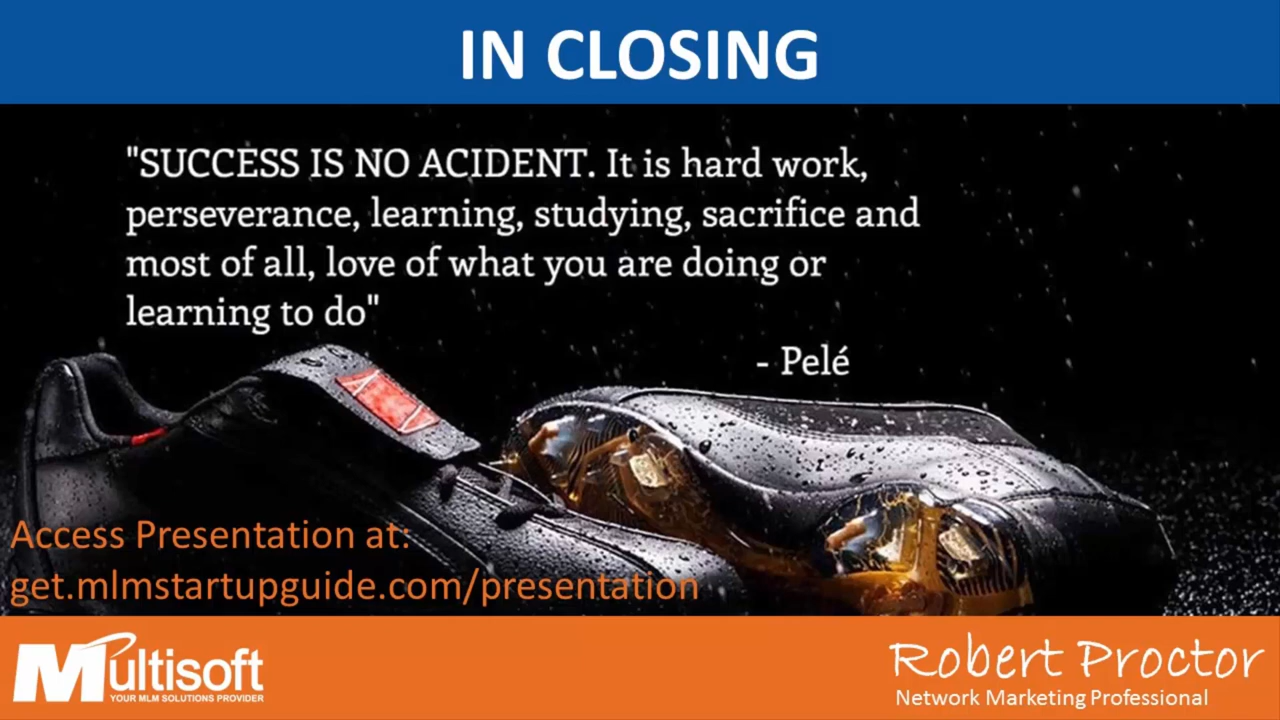 IN CLOSING
"SUCCESS IS NO ACIDENT. It is hard work,
perseverance, learning, studying, sacrifice and
most of all, love of what you are doing or
learning to do"
- Pelé
Access Presentation at:
get.mlmstartupguide.com/presentation
Multisoft
YOUR MLM SOLUTIONS PROVIDER
Robert Proctor
Network Marketing Professional